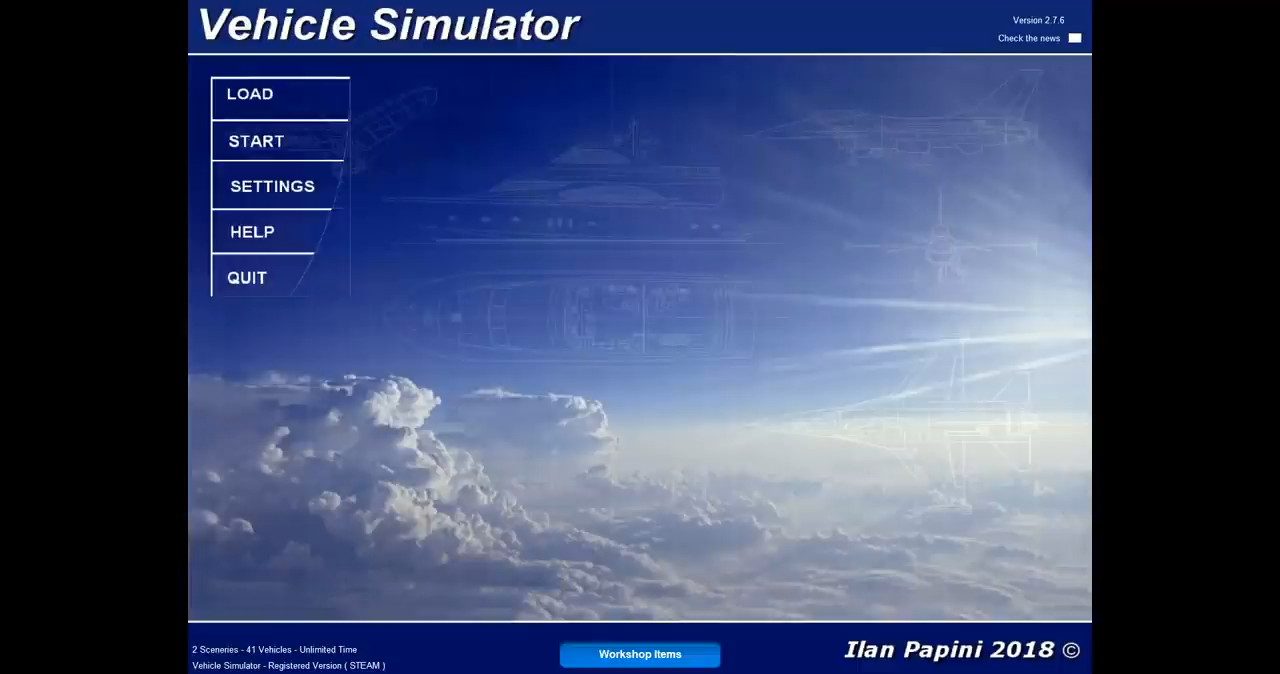 Vehicle Simulator
Version 2.7.6
Check the news
LOAD
START
SETTINGS
HELP
QUIT
2 Sceneries - 41 Vehicles - Unlimited Time
Vehicle Simulator - Registered Version ( STEAM )
Workshop Items
Ilan Papini 2018 ©